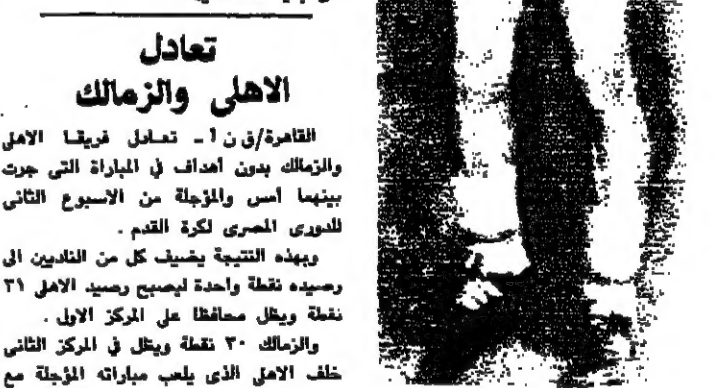 تعادل
الاهلى والزمالك
القاهرة/ق ن أ ـ تعادل فريقا الاهلى
والزمالك بدون أهداف في المباراة التى جرت
بينهما أمس والمؤجلة من الاسبوع الثانى
للدورى المصرى لكرة القدم .
وبهذه النتيجة يضيف كل من الناديين الى
رصيده نقطة واحدة ليصبح رصيد الاهلى ٣١
نقطة ويظل محافظا على المركز الاول .
والزمالك ٣٠ نقطة ويظل في المركز الثانى
خلف الاهلى الذى يلعب مباراته المؤجلة مع